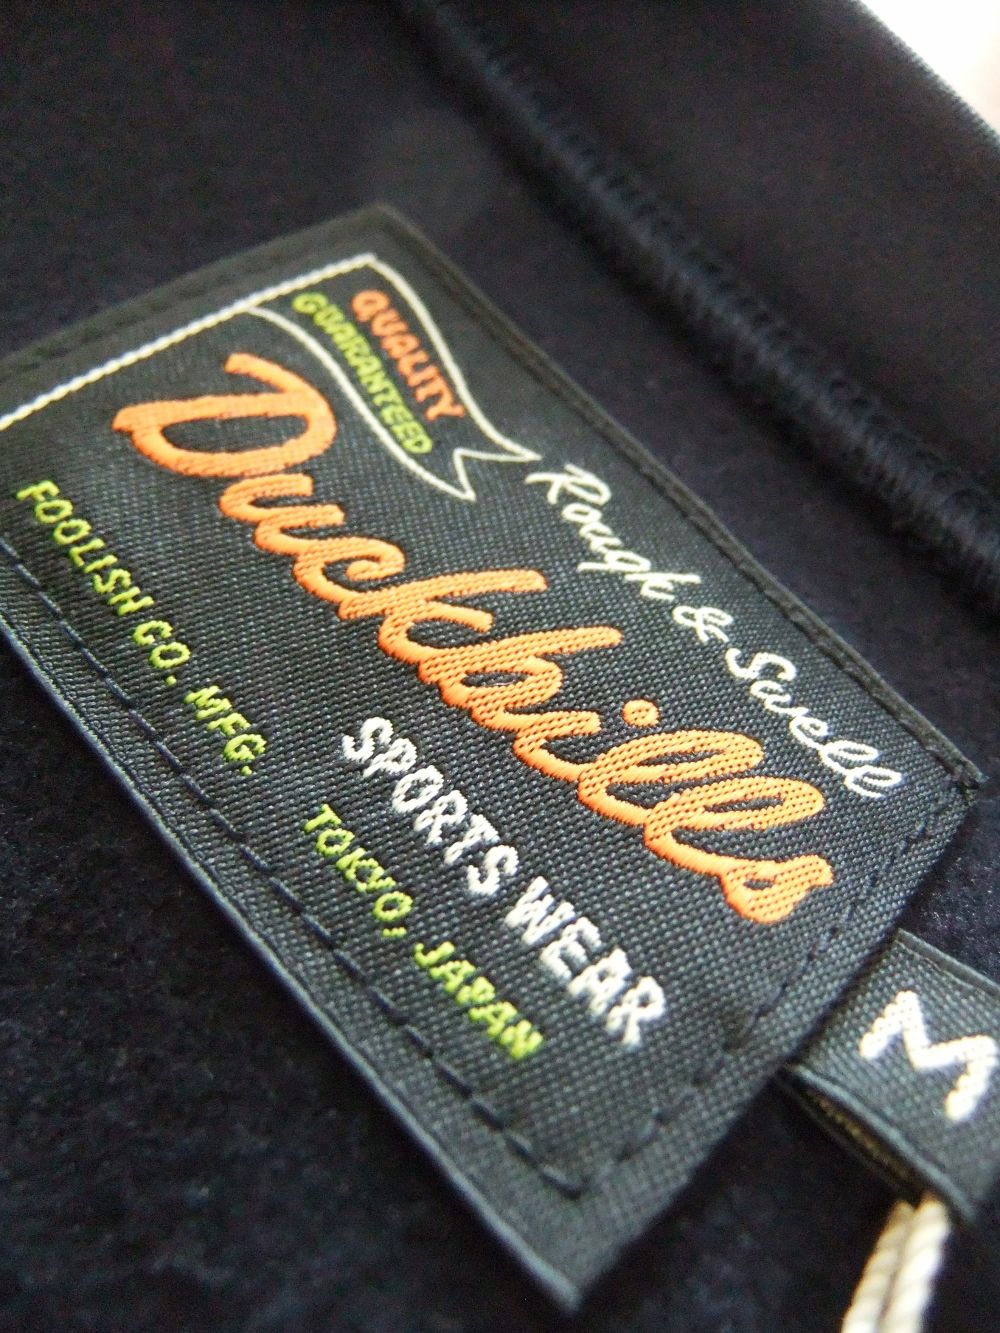 QUALITY
GUARANTEED
Rough & Swell
Duckbills
SPORTS WEAR
FOOLISH CO. MFG. TOKYO, JAPAN
M